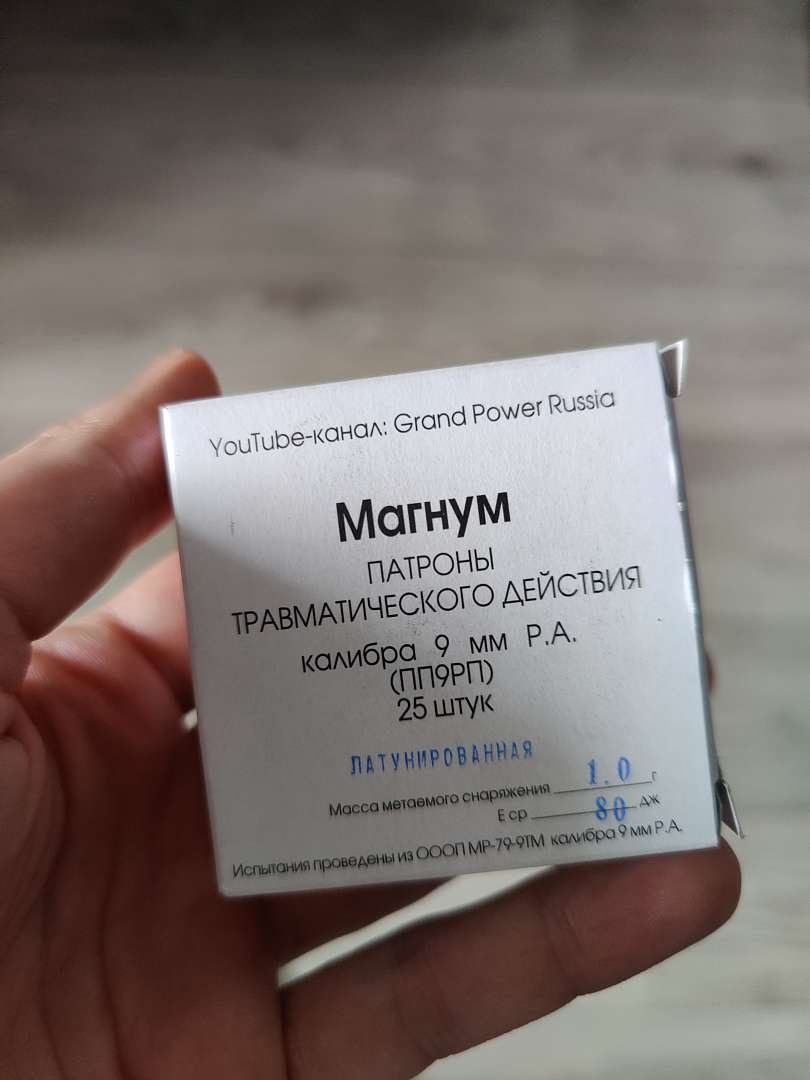 YouTube-канал: Grand Power Russia
Магнум
ПАТРОНЫ
ТРАВМАТИЧЕСКОГО ДЕЙСТВИЯ
калибра 9 мм Р.А.
(ПП9РП)
25 штук
ЛАТУНИРОВАННАЯ
Масса метаемого снаряжения 1.0 г
Е ср 80 Дж
Испытания проведены из ОООП МР-79-9ТМ калибра 9 мм Р.А.